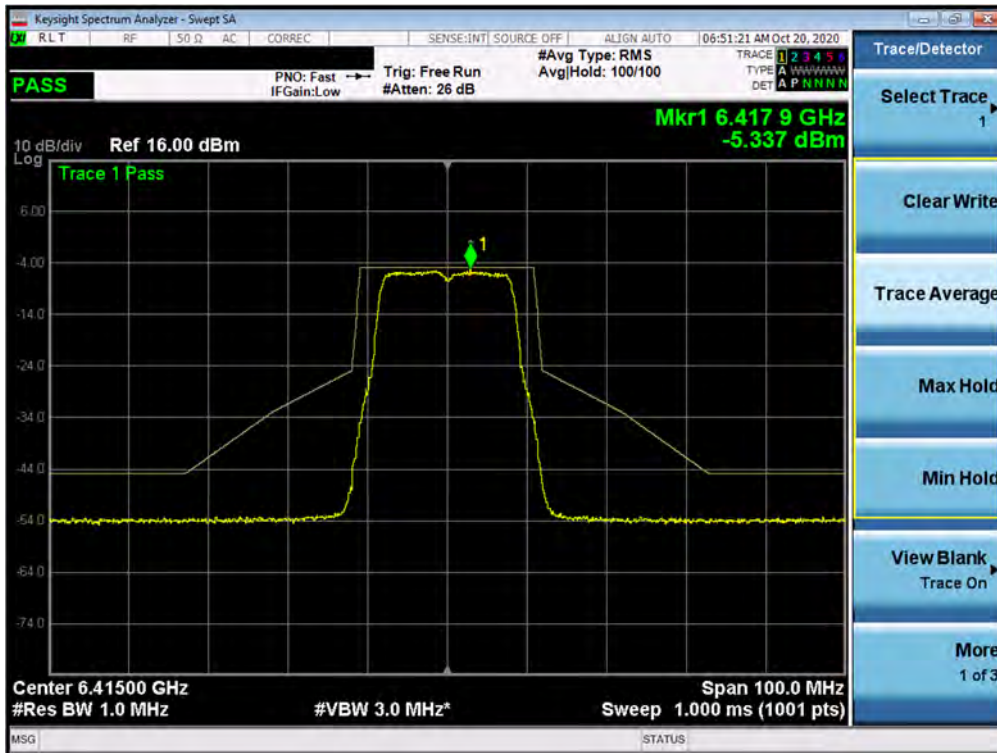 Keysight Spectrum Analyzer - Swept SA
RLT RF 50 Ω AC CORREC SENSE:INT SOURCE OFF ALIGN AUTO 06:51:21 AM Oct 20, 2020
PASS
PNO: Fast
IFGain:Low
Trig: Free Run
#Atten: 26 dB
#Avg Type: RMS
Avg|Hold: 100/100
TRACE 1 2 3 4 5 6
TYPE A WWWWW
DET A P N N N N
Mkr1 6.417 9 GHz
-5.337 dBm
10 dB/div Ref 16.00 dBm
Log
Trace 1 Pass
1
6.00
-4.00
-14.0
-24.0
-34.0
-44.0
-54.0
-64.0
-74.0
Center 6.41500 GHz Span 100.0 MHz
#Res BW 1.0 MHz #VBW 3.0 MHz* Sweep 1.000 ms (1001 pts)
MSG STATUS
Trace/Detector
Select Trace
1
Clear Write
Trace Average
Max Hold
Min Hold
View Blank
Trace On
More
1 of 3